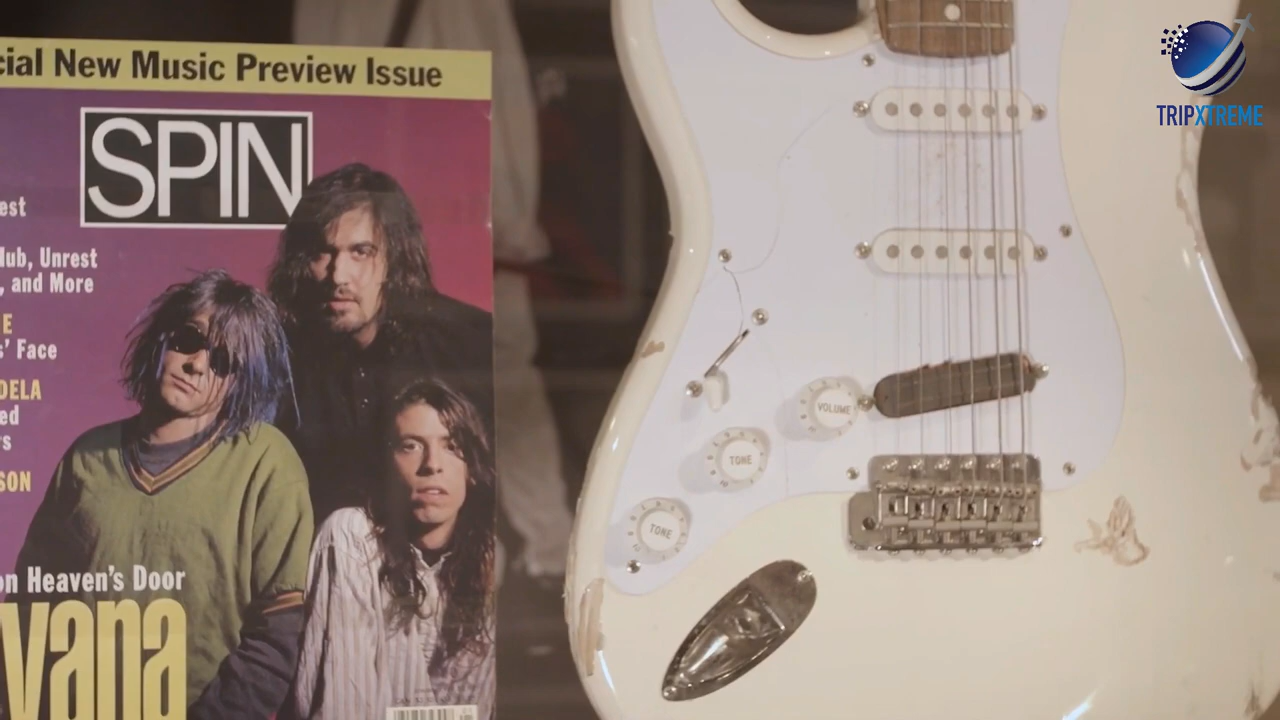 cial New Music Preview Issue
SPIN
est
Hub, Unrest
, and More
E
s' Face
DELA
ed
rs
SON
on Heaven's Door
vana
VOLUME
TONE
TONE
TRIPXTREME